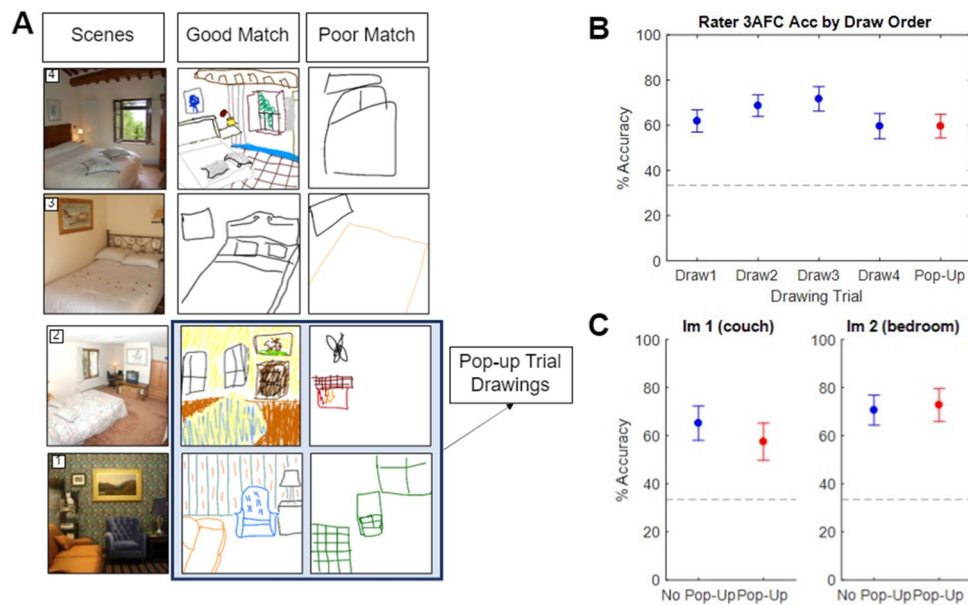 A
Scenes
Good Match
Poor Match
4
3
2
1
Pop-up Trial
Drawings
B
Rater 3AFC Acc by Draw Order
% Accuracy
100
80
60
40
20
0
Draw1 Draw2 Draw3 Draw4 Pop-Up
Drawing Trial
C
Im 1 (couch)
% Accuracy
100
80
60
40
20
0
No Pop-Up Pop-Up
Im 2 (bedroom)
100
80
60
40
20
0
No Pop-Up Pop-Up